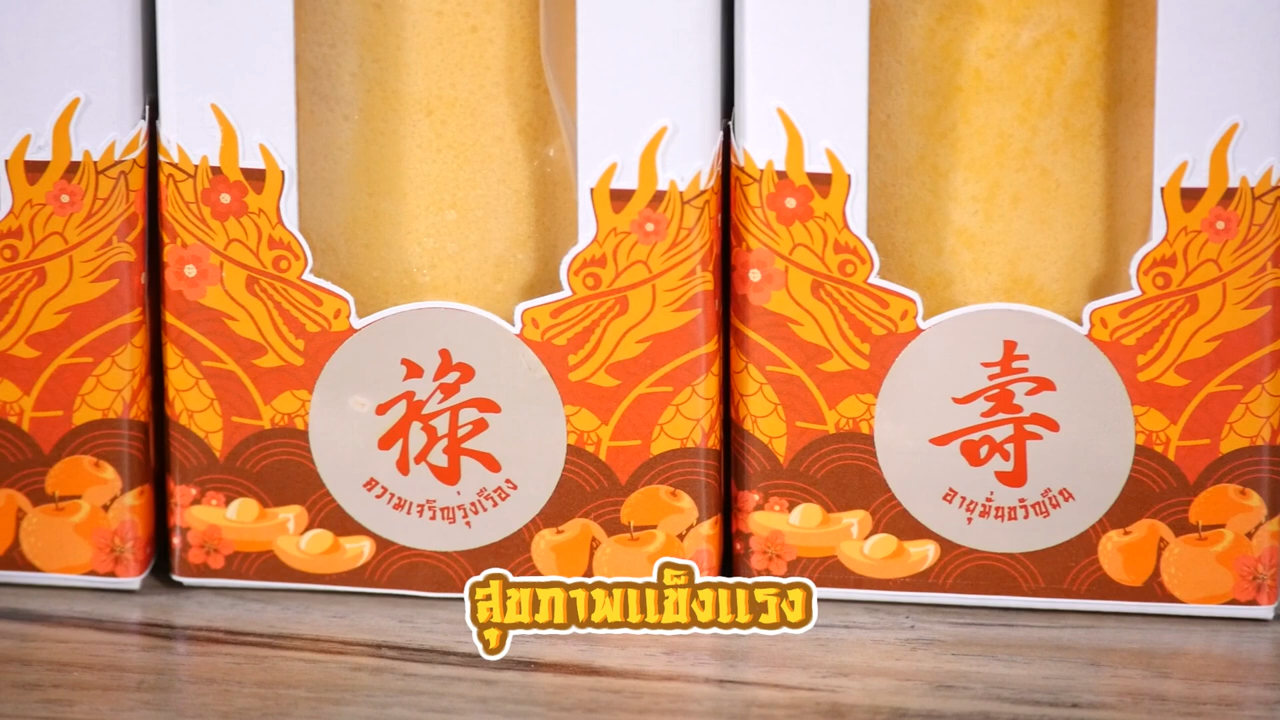 祿
ความเจริญรุ่งเรือง
壽
อายุมั่นขวัญยืน
สุขภาพแข็งแรง